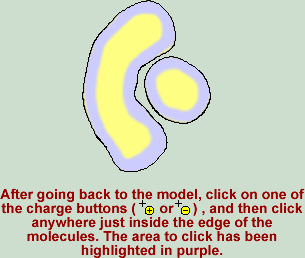 After going back to the model, click on one of
the charge buttons ( + or - ) , and then click
anywhere just inside the edge of the
molecules. The area to click has been
highlighted in purple.